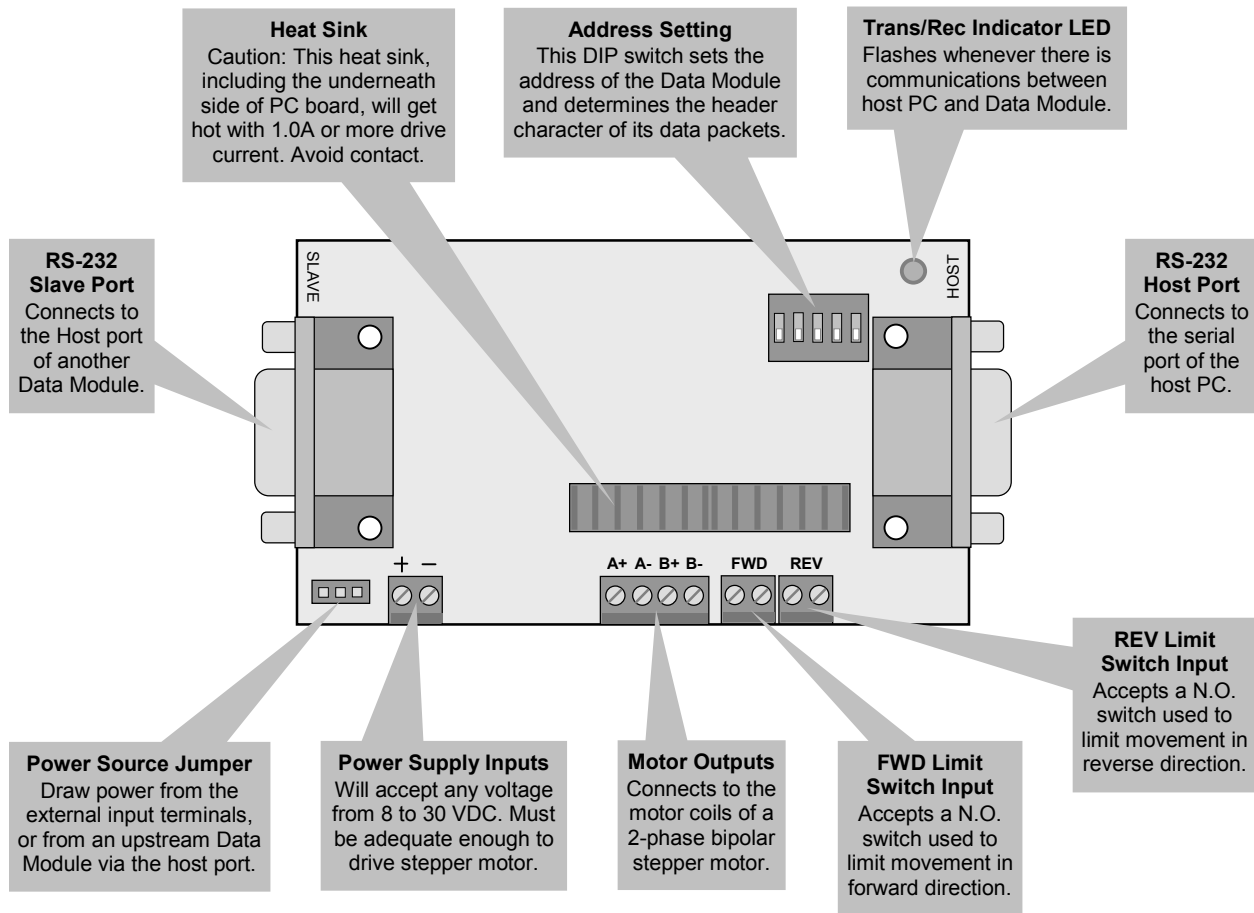 Heat Sink
Caution: This heat sink,
including the underneath
side of PC board, will get
hot with 1.0A or more drive
current. Avoid contact.
Address Setting
This DIP switch sets the
address of the Data Module
and determines the header
character of its data packets.
Trans/Rec Indicator LED
Flashes whenever there is
communications between
host PC and Data Module.
RS-232
Slave Port
Connects to
the Host port
of another
Data Module.
SLAVE
HOST
RS-232
Host Port
Connects to
the serial
port of the
host PC.
+ −
A+ A- B+ B-
FWD
REV
Power Source Jumper
Draw power from the
external input terminals,
or from an upstream Data
Module via the host port.
Power Supply Inputs
Will accept any voltage
from 8 to 30 VDC. Must
be adequate enough to
drive stepper motor.
Motor Outputs
Connects to the
motor coils of a
2-phase bipolar
stepper motor.
FWD Limit
Switch Input
Accepts a N.O.
switch used to
limit movement in
forward direction.
REV Limit
Switch Input
Accepts a N.O.
switch used to
limit movement in
reverse direction.